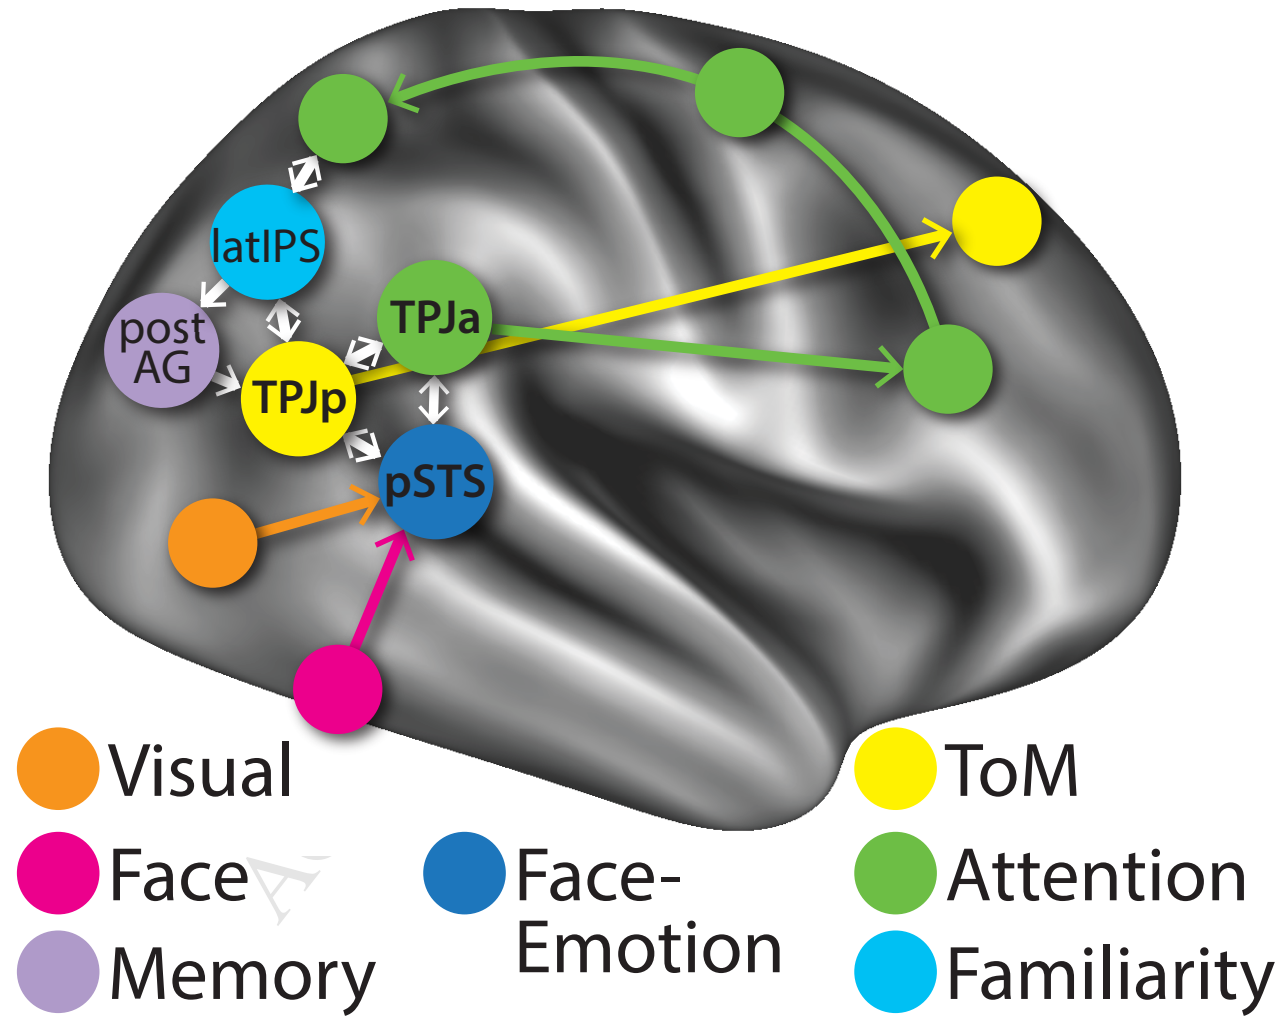 latIPS
TPJa
post
AG
TPJp
pSTS
Visual
ToM
Face
Face-
Emotion
Attention
Memory
Familiarity